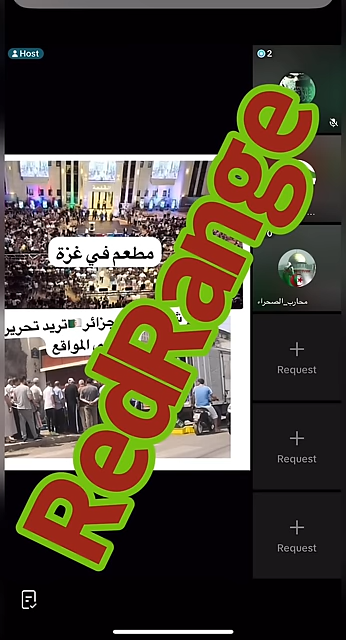 Host
2
مطعم في غزة
جزائر🇩🇿تريد تحرير
المواقع
محارب_الصحراء
Request
Request
Request
RedRange